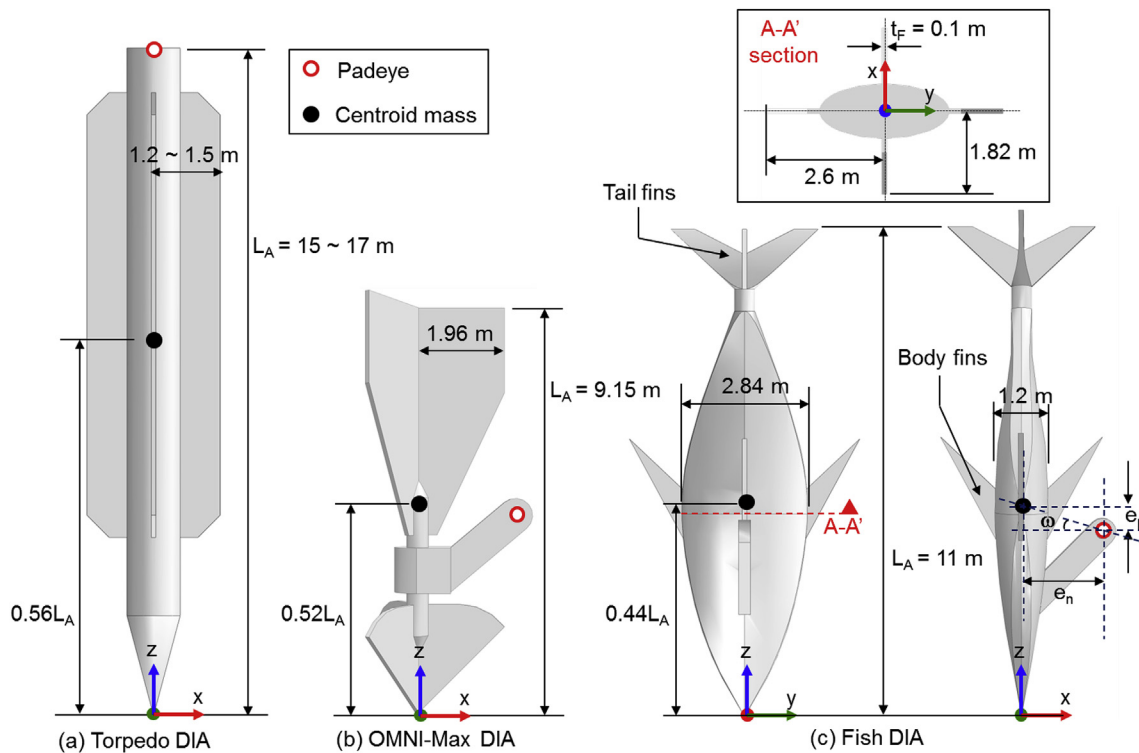 Padeye
Centroid mass
1.2 ~ 1.5 m
L_A = 15 ~ 17 m
0.56L_A
z
x
(a) Torpedo DIA
1.96 m
L_A = 9.15 m
0.52L_A
z
x
(b) OMNI-Max DIA
A-A'
section
t_F = 0.1 m
x
y
2.6 m
1.82 m
Tail fins
2.84 m
A-A'
0.44L_A
z
y
L_A = 11 m
Body fins
1.2 m
ω
e_n
z
x
(c) Fish DIA